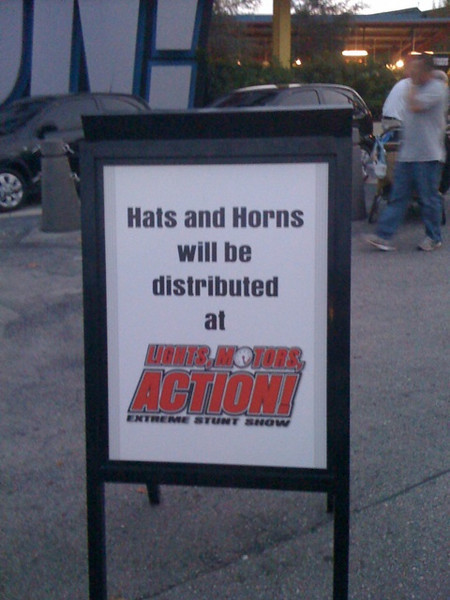 Hats and Horns
will be
distributed
at
LIGHTS, MOTORS,
ACTION!
EXTREME STUNT SHOW